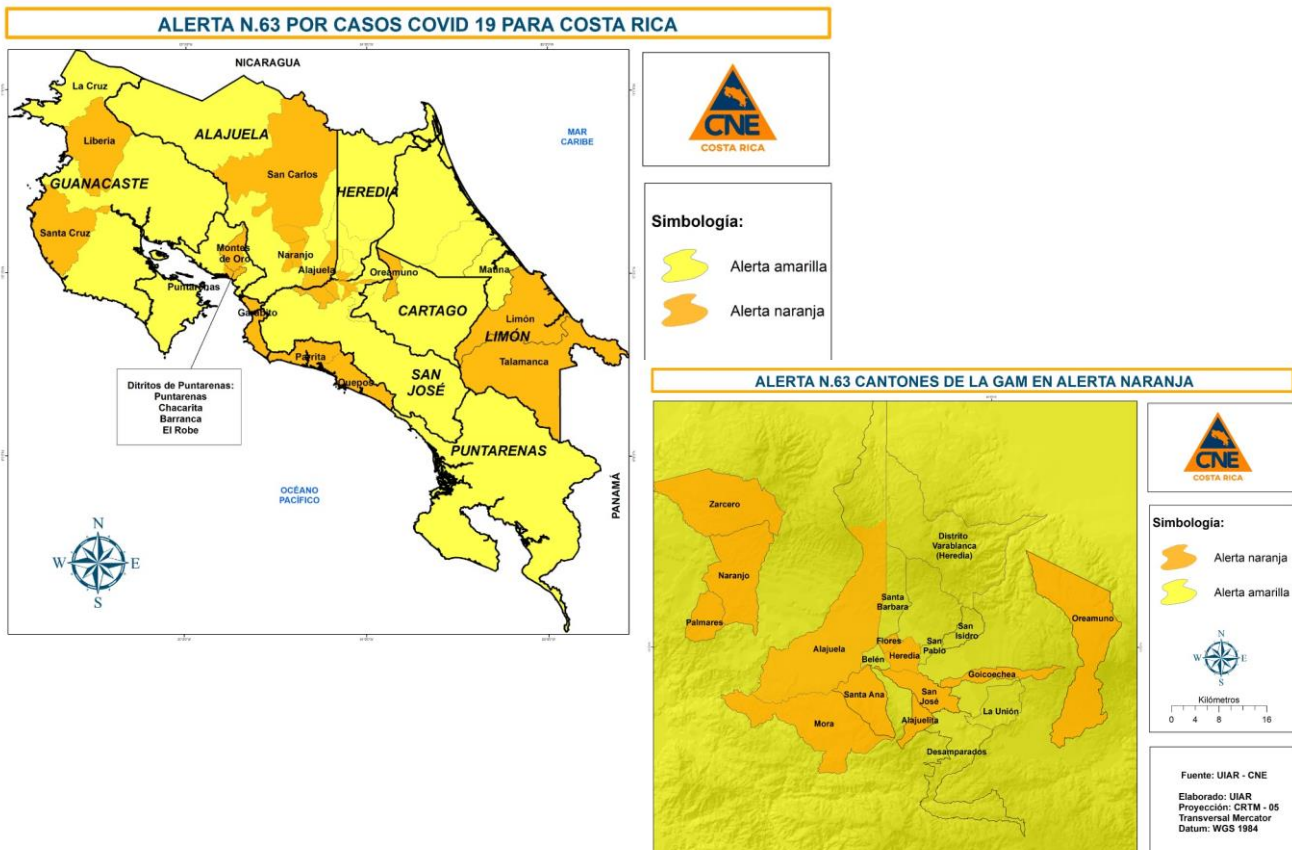 ALERTA N.63 POR CASOS COVID 19 PARA COSTA RICA
NICARAGUA
La Cruz
MAR
CARIBE
ALAJUELA
Liberia
San Carlos
GUANACASTE
HEREDIA
Santa Cruz
Montes
de Oro
Naranjo
Alajuela
Oreamuno
Matina
Puntarenas
Garabito
CARTAGO
Limón
LIMÓN
Talamanca
Parrita
Quepos
SAN
JOSÉ
Ditritos de Puntarenas:
Puntarenas
Chacarita
Barranca
El Robe
PUNTARENAS
OCÉANO
PACÍFICO
PANAMÁ
N
W
E
S
CNE
COSTA RICA
Simbología:
Alerta amarilla
Alerta naranja
ALERTA N.63 CANTONES DE LA GAM EN ALERTA NARANJA
Zarcero
Distrito
Varablanca
(Heredia)
Naranjo
Santa
Barbara
Palmares
San
Isidro
Oreamuno
Flores
San
Pablo
Alajuela
Heredia
Belén
Goicoechea
Santa Ana
San
José
La Unión
Mora
Alajuelita
Desamparados
CNE
COSTA RICA
Simbología:
Alerta naranja
Alerta amarilla
N
W
E
S
Kilómetros
0 4 8 16
Fuente: UIAR - CNE
Elaborado: UIAR
Proyección: CRTM - 05
Transversal Mercator
Datum: WGS 1984